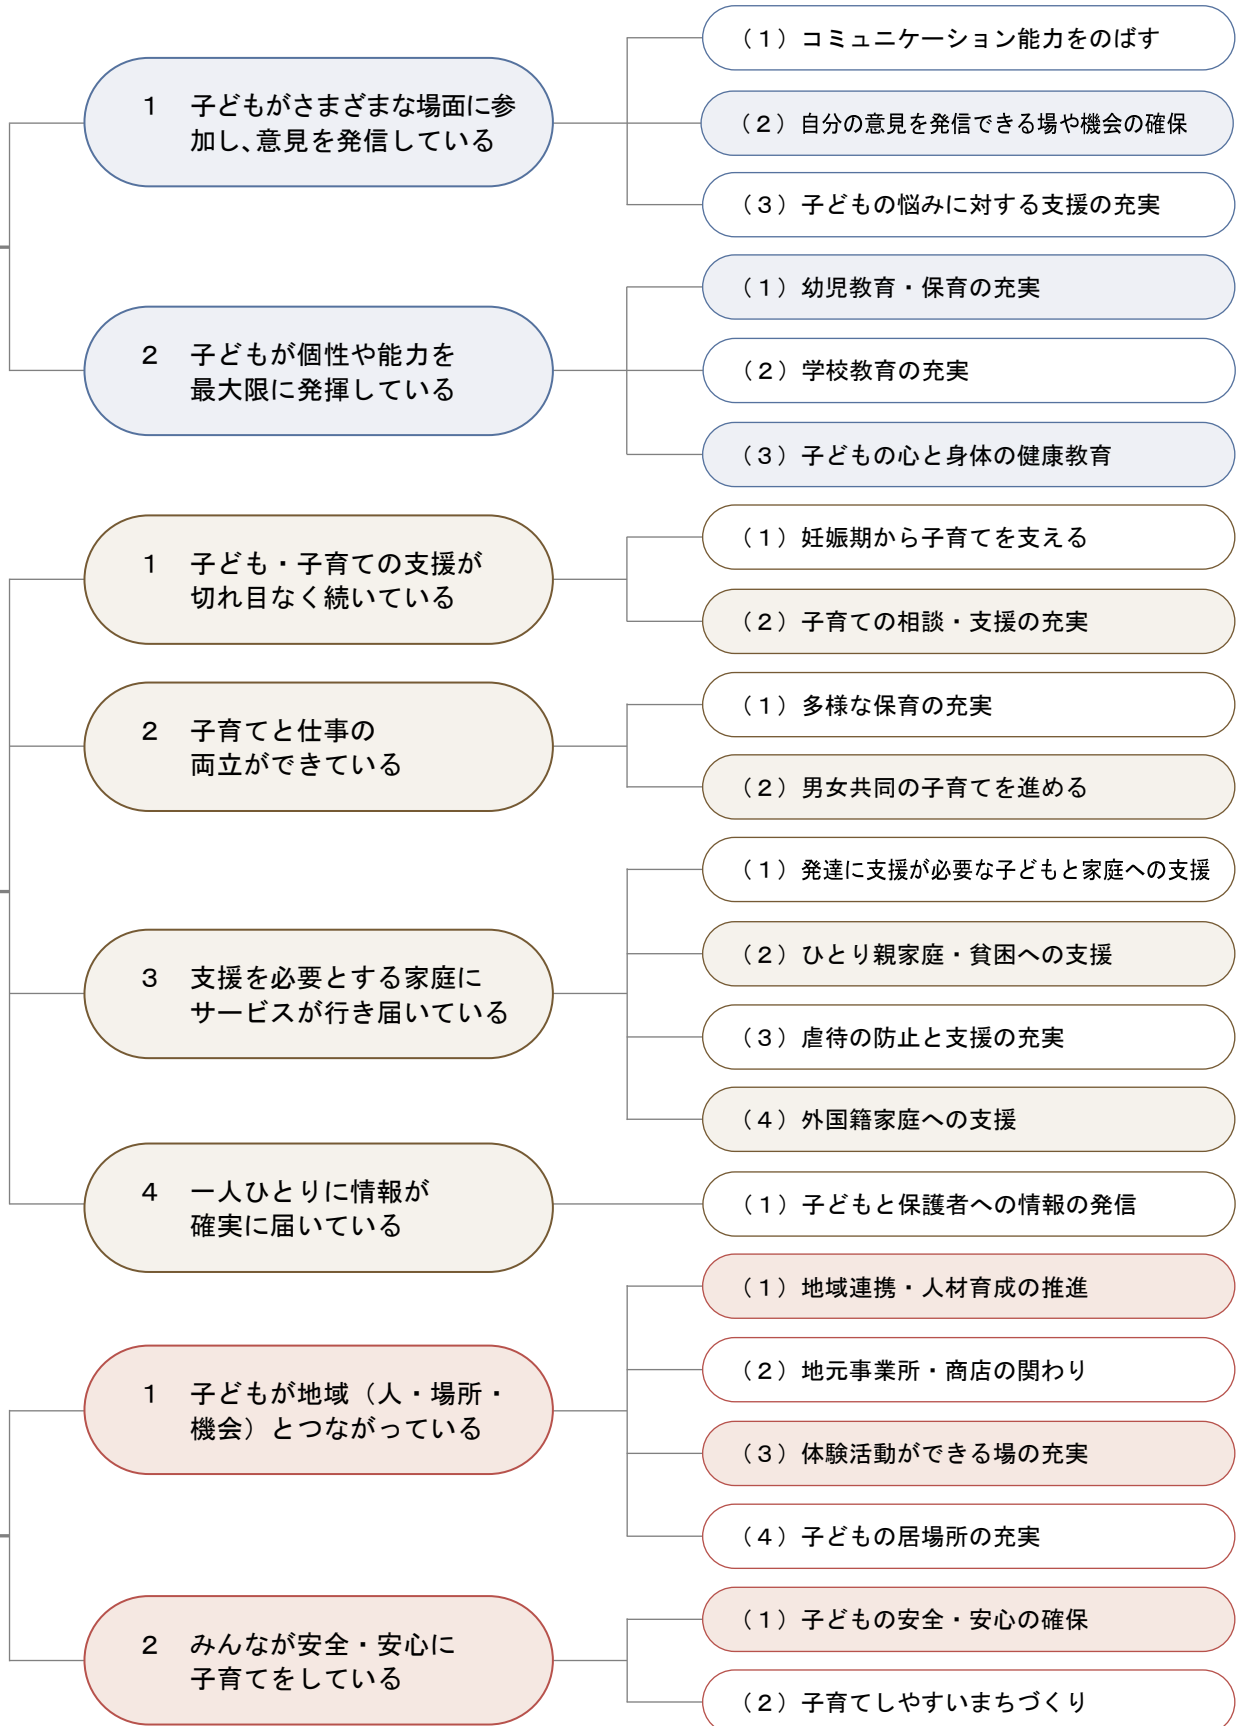 1 子どもがさまざまな場面に参
加し、意見を発信している
（1）コミュニケーション能力をのばす
（2）自分の意見を発信できる場や機会の確保
（3）子どもの悩みに対する支援の充実
2 子どもが個性や能力を
最大限に発揮している
（1）幼児教育・保育の充実
（2）学校教育の充実
（3）子どもの心と身体の健康教育
1 子ども・子育ての支援が
切れ目なく続いている
（1）妊娠期から子育てを支える
（2）子育ての相談・支援の充実
2 子育てと仕事の
両立ができている
（1）多様な保育の充実
（2）男女共同の子育てを進める
3 支援を必要とする家庭に
サービスが行き届いている
（1）発達に支援が必要な子どもと家庭への支援
（2）ひとり親家庭・貧困への支援
（3）虐待の防止と支援の充実
（4）外国籍家庭への支援
4 一人ひとりに情報が
確実に届いている
（1）子どもと保護者への情報の発信
1 子どもが地域（人・場所・
機会）とつながっている
（1）地域連携・人材育成の推進
（2）地元事業所・商店の関わり
（3）体験活動ができる場の充実
（4）子どもの居場所の充実
2 みんなが安全・安心に
子育てをしている
（1）子どもの安全・安心の確保
（2）子育てしやすいまちづくり